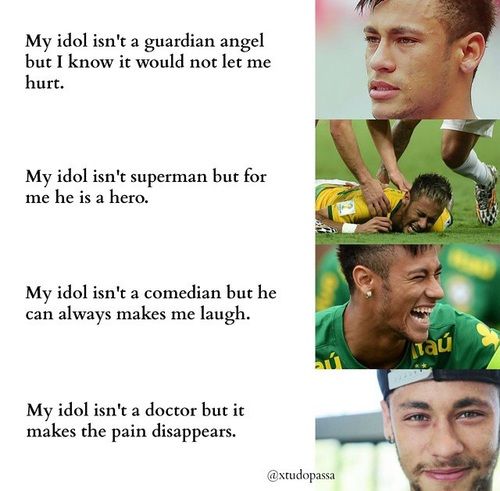 My idol isn't a guardian angel
but I know it would not let me
hurt.
My idol isn't superman but for
me he is a hero.
My idol isn't a comedian but he
can always makes me laugh.
itaú
My idol isn't a doctor but it
makes the pain disappears.
@xtudopassa